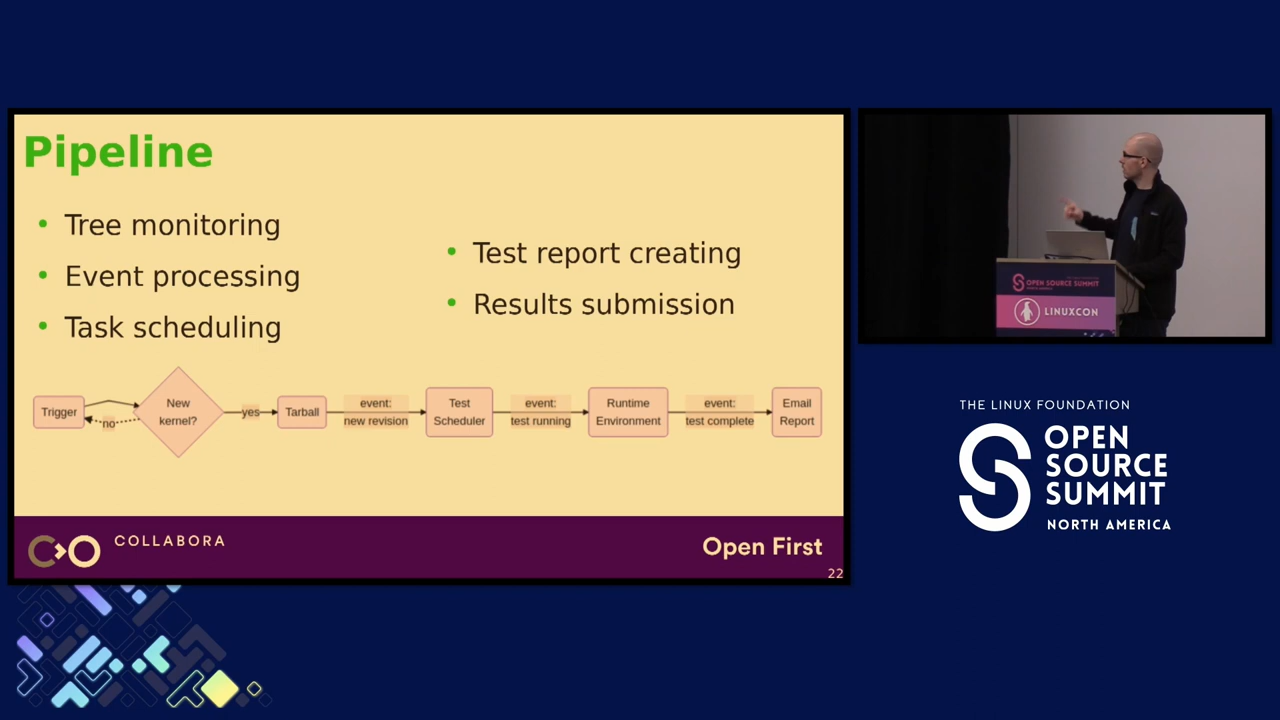 Pipeline
• Tree monitoring
• Event processing
• Task scheduling
• Test report creating
• Results submission
Trigger
no
New
kernel?
yes
Tarball
event:
new revision
Test
Scheduler
event:
test running
Runtime
Environment
event:
test complete
Email
Report
COLLABORA
Open First
22
OPEN SOURCE SUMMIT
LINUXCON
THE LINUX FOUNDATION
OPEN
SOURCE
SUMMIT
NORTH AMERICA